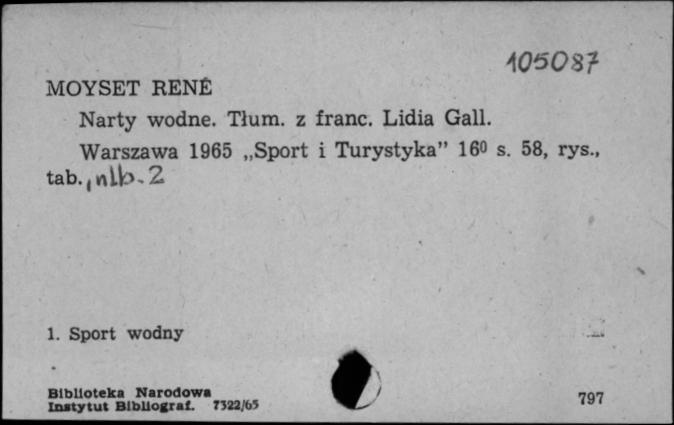 105087
MOYSET RENÉ
Narty wodne. Tłum. z franc. Lidia Gall.
Warszawa 1965 „Sport i Turystyka” 16⁰ s. 58, rys.,
tab., nlb. 2
1. Sport wodny
Biblioteka Narodowa
Instytut Bibliograf. 7322/65
797